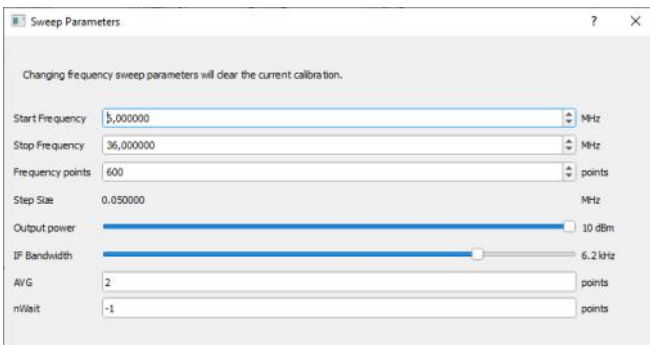 Sweep Parameters ? ×
Changing frequency sweep parameters will clear the current calibration.
Start Frequency 5,000000 MHz
Stop Frequency 36,000000 MHz
Frequency points 600 points
Step Size 0.050000 MHz
Output power 10 dBm
IF Bandwidth 6.2 kHz
AVG 2 points
nWait -1 points